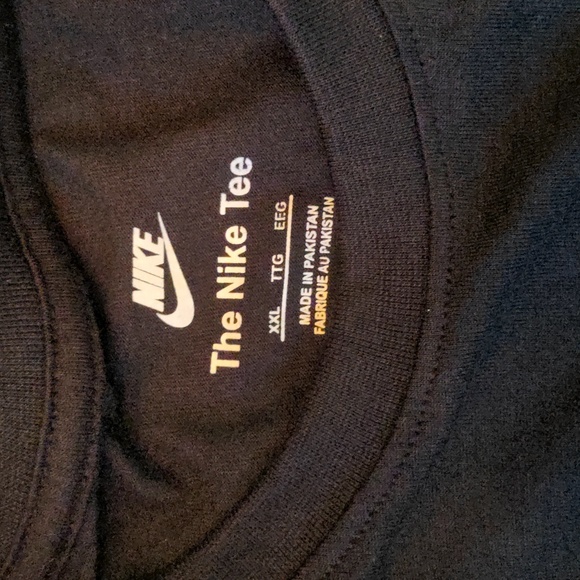 NIKE
The Nike Tee
XXL TTG EEG
MADE IN PAKISTAN
FABRIQUE AU PAKISTAN